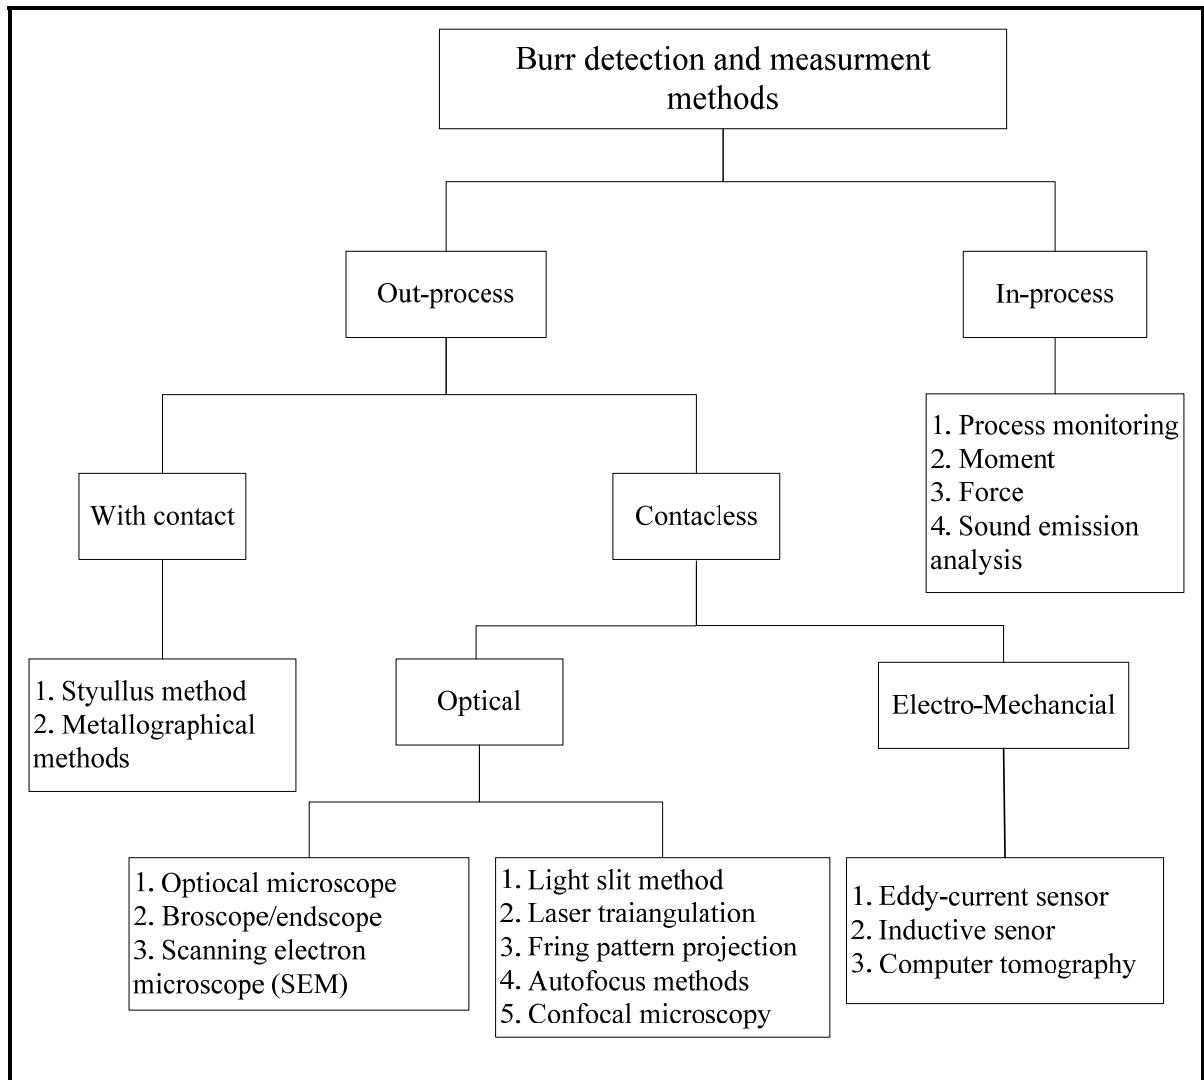 Burr detection and measurment
methods
Out-process
In-process
1. Process monitoring
2. Moment
3. Force
4. Sound emission
analysis
With contact
Contacless
1. Styullus method
2. Metallographical
methods
Optical
Electro-Mechancial
1. Optiocal microscope
2. Broscope/endscope
3. Scanning electron
microscope (SEM)
1. Light slit method
2. Laser traiangulation
3. Fring pattern projection
4. Autofocus methods
5. Confocal microscopy
1. Eddy-current sensor
2. Inductive senor
3. Computer tomography